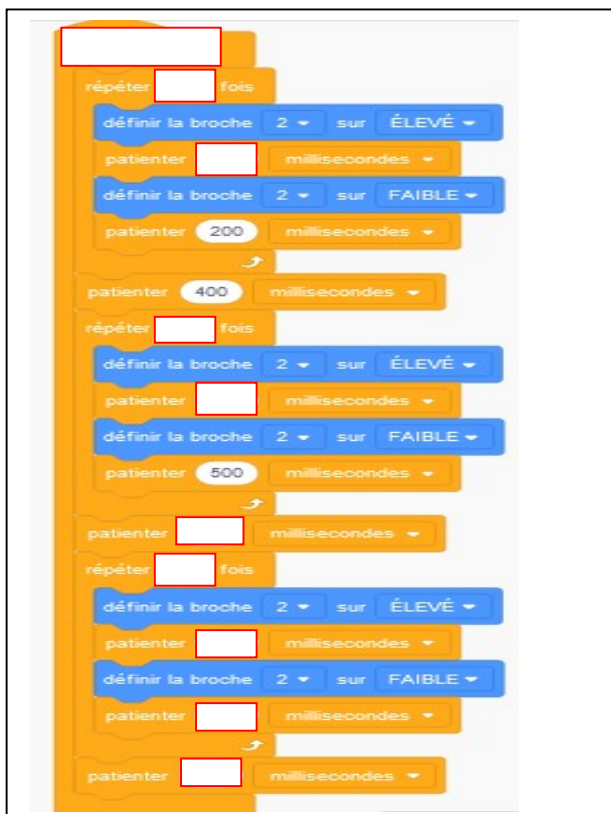 répéter fois
définir la broche 2 sur ÉLEVÉ
patienter millisecondes
définir la broche 2 sur FAIBLE
patienter 200 millisecondes
patienter 400 millisecondes
répéter fois
définir la broche 2 sur ÉLEVÉ
patienter millisecondes
définir la broche 2 sur FAIBLE
patienter 500 millisecondes
patienter millisecondes
répéter fois
définir la broche 2 sur ÉLEVÉ
patienter millisecondes
définir la broche 2 sur FAIBLE
patienter millisecondes
patienter millisecondes